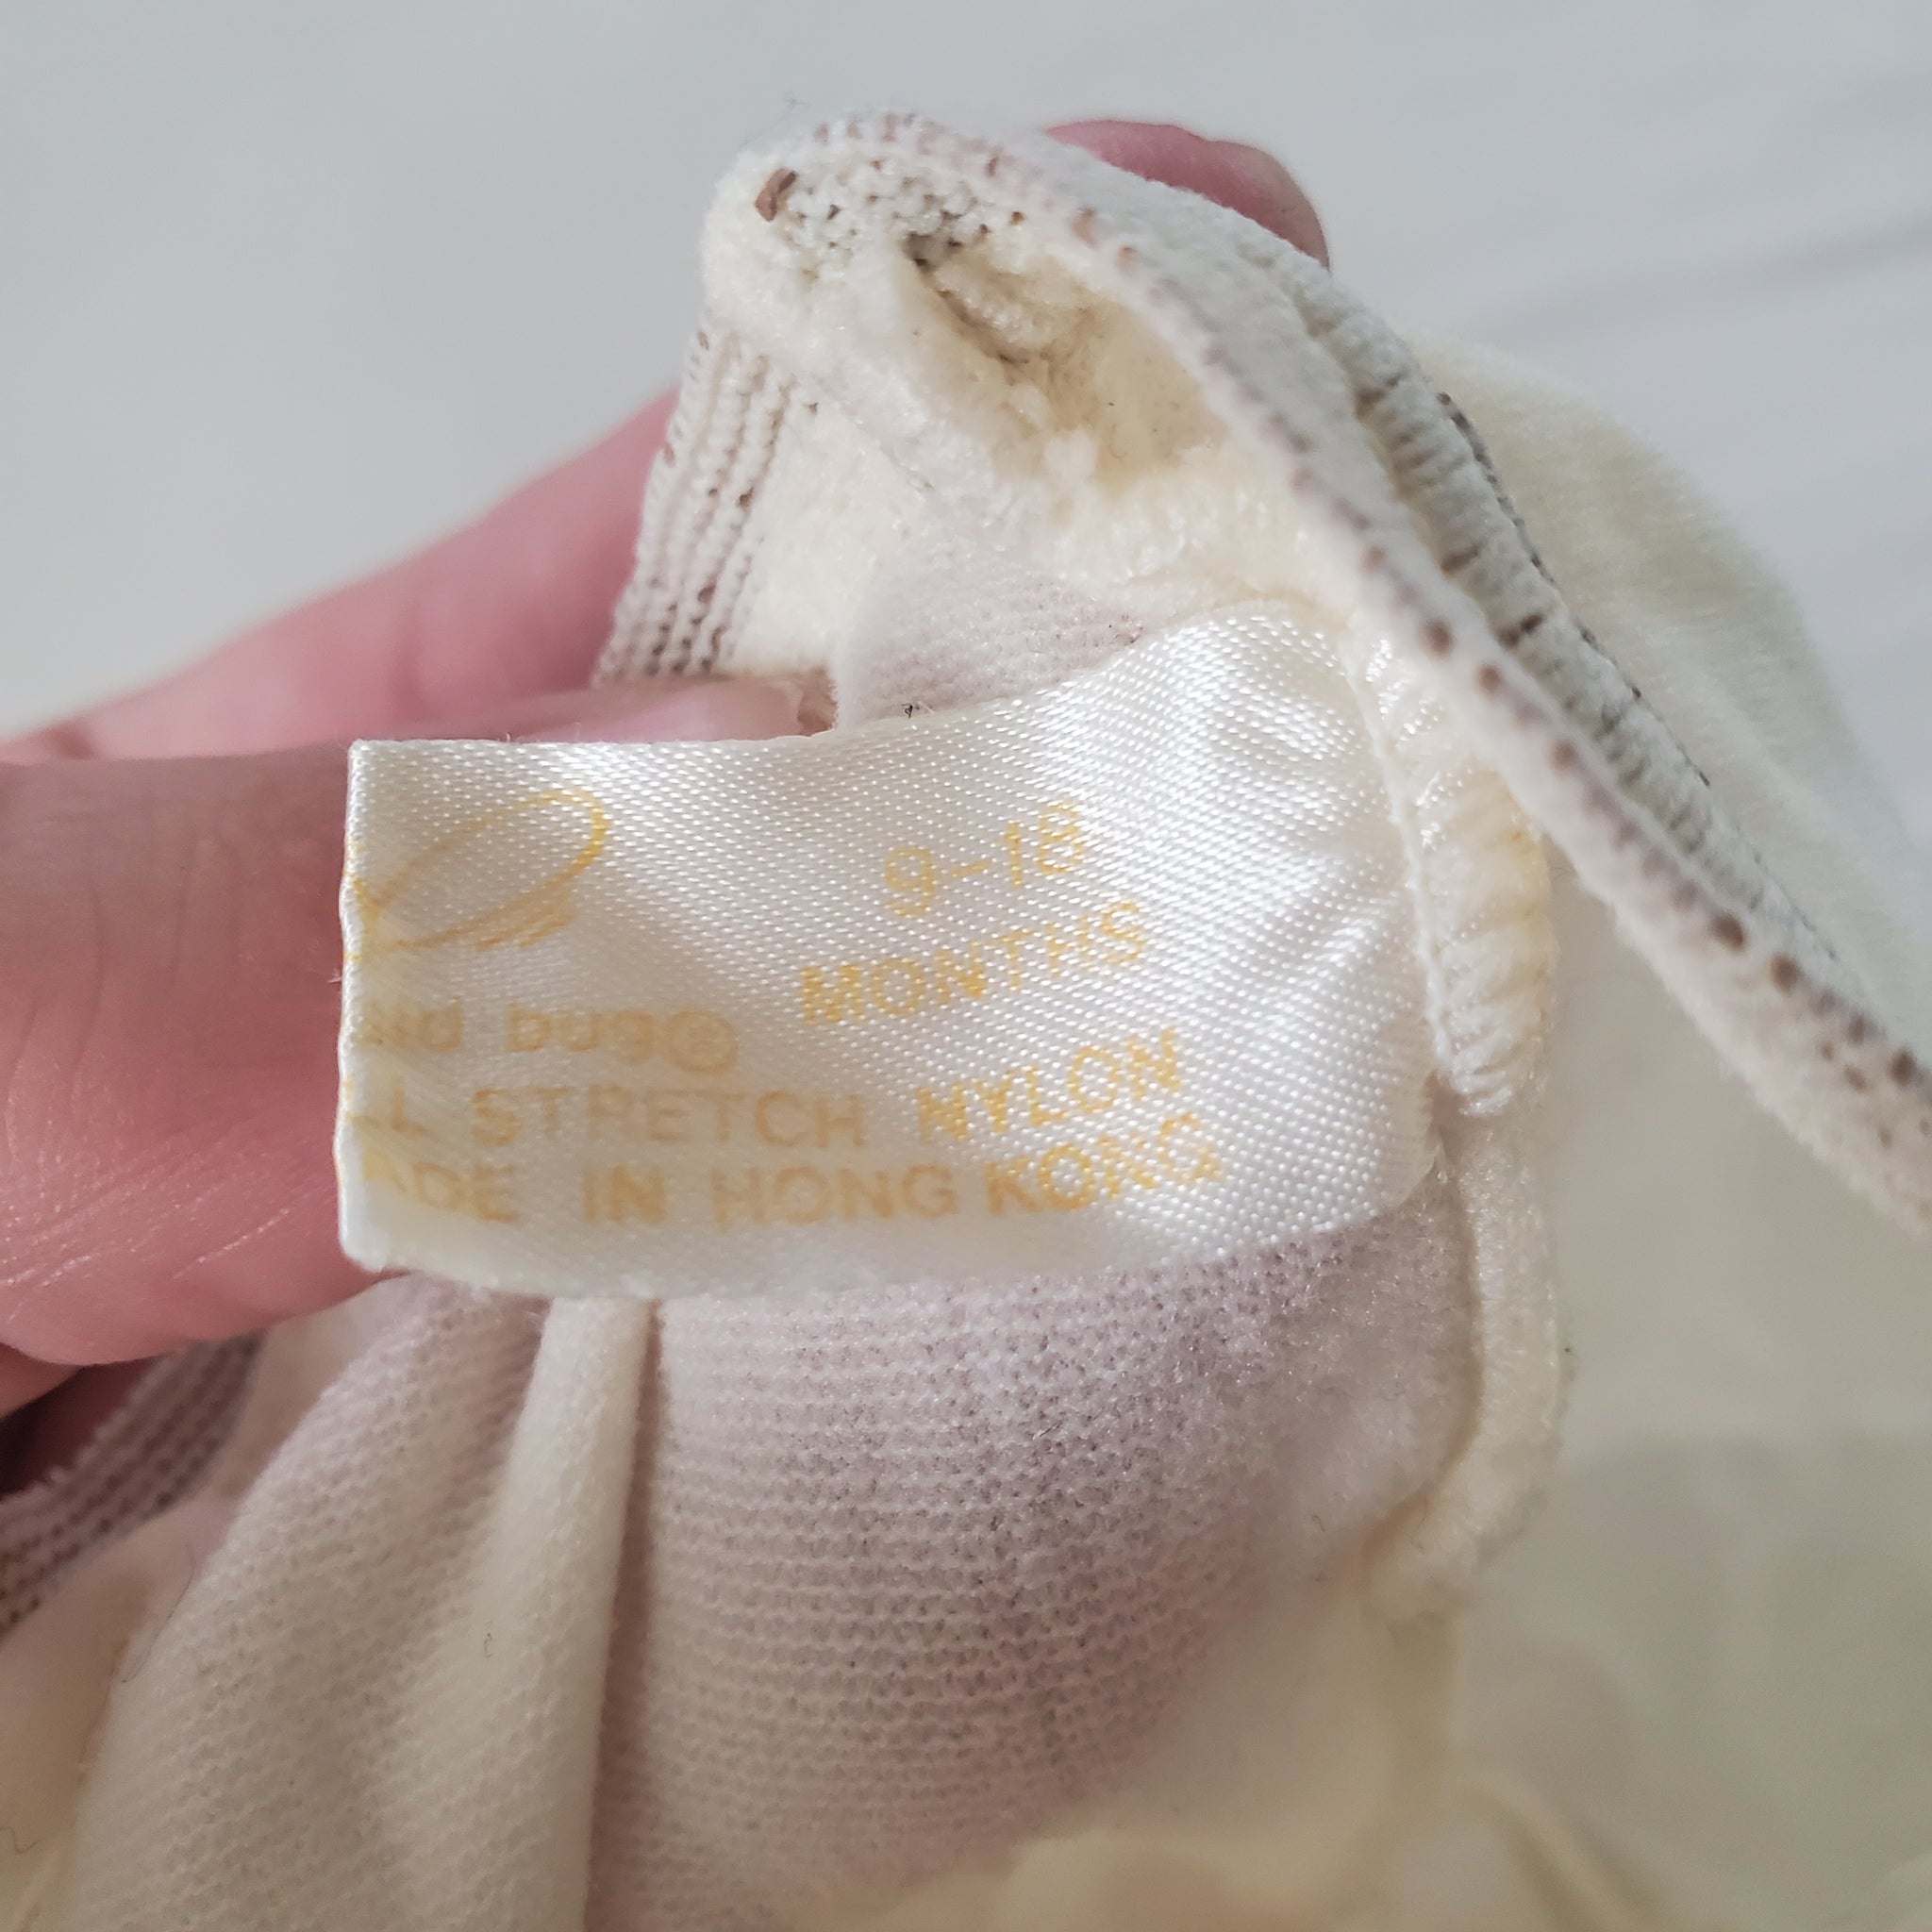 9-18
MONTHS
bug®
STRETCH NYLON
IN HONG KONG